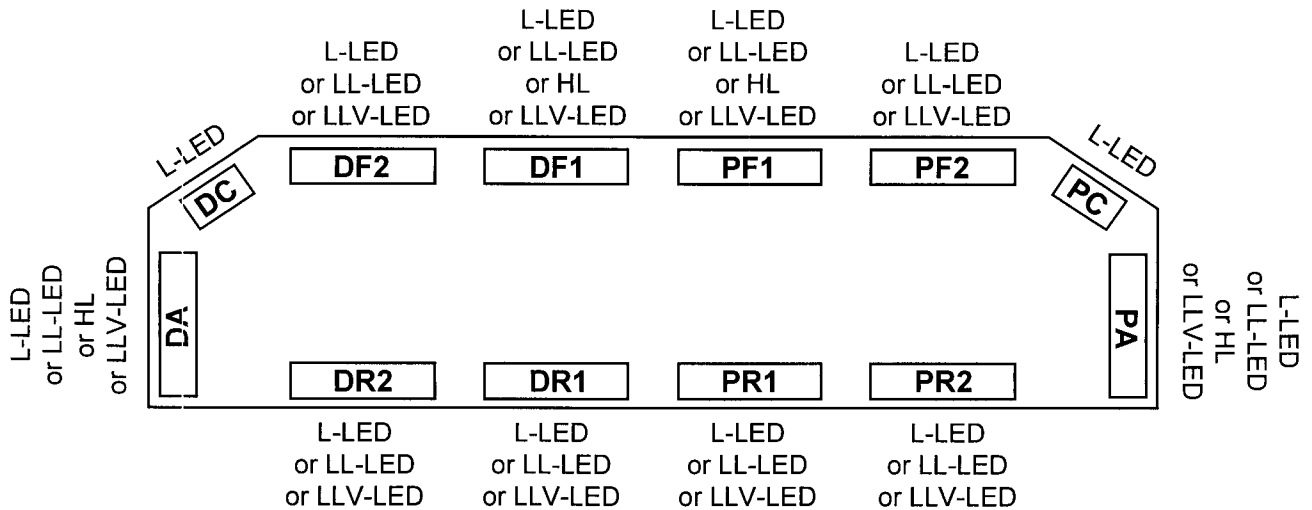 L-LED
or LL-LED
or LLV-LED
L-LED
or LL-LED
or HL
or LLV-LED
L-LED
or LL-LED
or HL
or LLV-LED
L-LED
or LL-LED
or LLV-LED
L-LED
L-LED
DC
DF2
DF1
PF1
PF2
PC
L-LED
or LL-LED
or HL
or LLV-LED
DA
PA
L-LED
or LL-LED
or HL
or LLV-LED
DR2
DR1
PR1
PR2
L-LED
or LL-LED
or LLV-LED
L-LED
or LL-LED
or LLV-LED
L-LED
or LL-LED
or LLV-LED
L-LED
or LL-LED
or LLV-LED